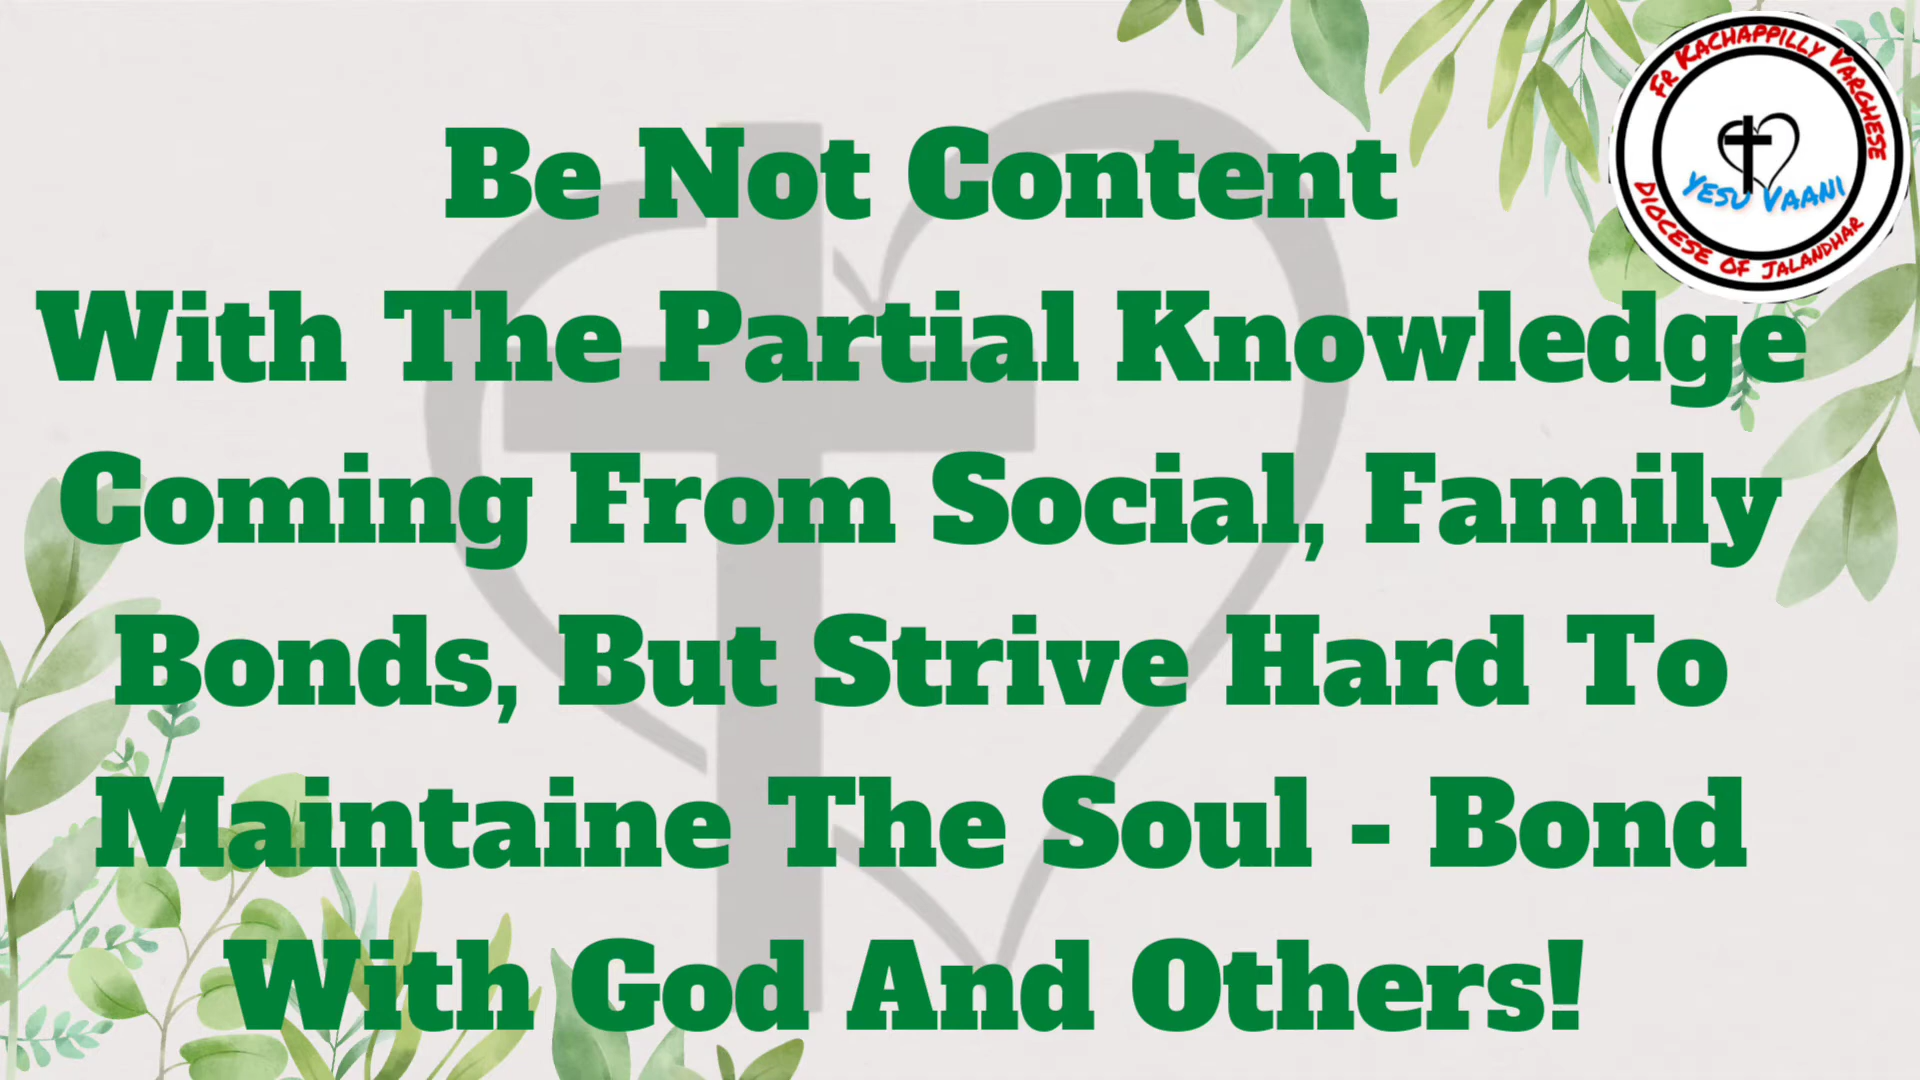 Be Not Content
With The Partial Knowledge
Coming From Social, Family
Bonds, But Strive Hard To
Maintaine The Soul - Bond
With God And Others!
FR KACHAPPILLY VARGHESE
YESU VAANI
DIOCESE OF JALANDHAR